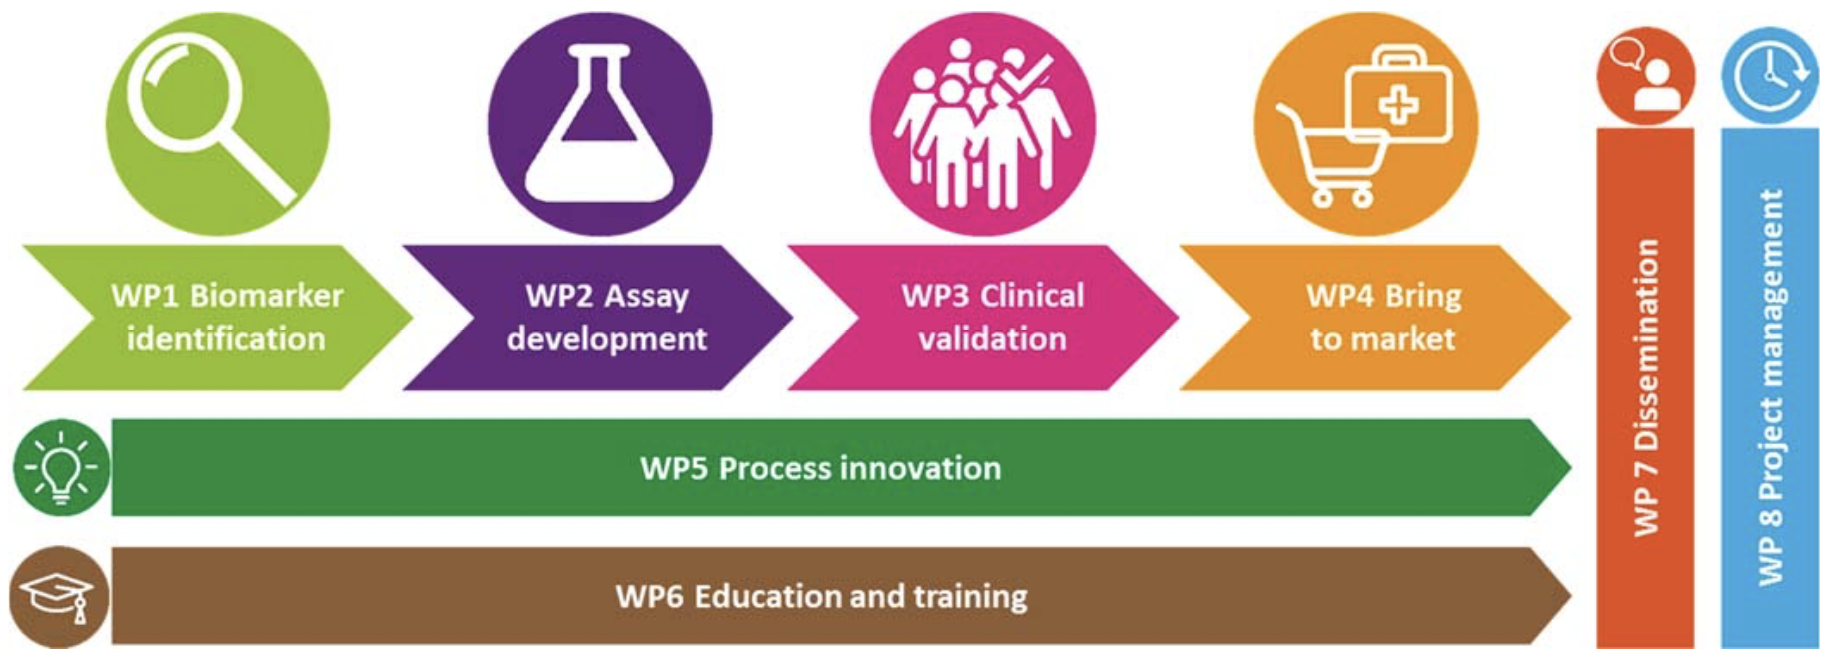 WP1 Biomarker
identification
WP2 Assay
development
WP3 Clinical
validation
WP4 Bring
to market
WP5 Process innovation
WP6 Education and training
WP 7 Dissemination
WP 8 Project management